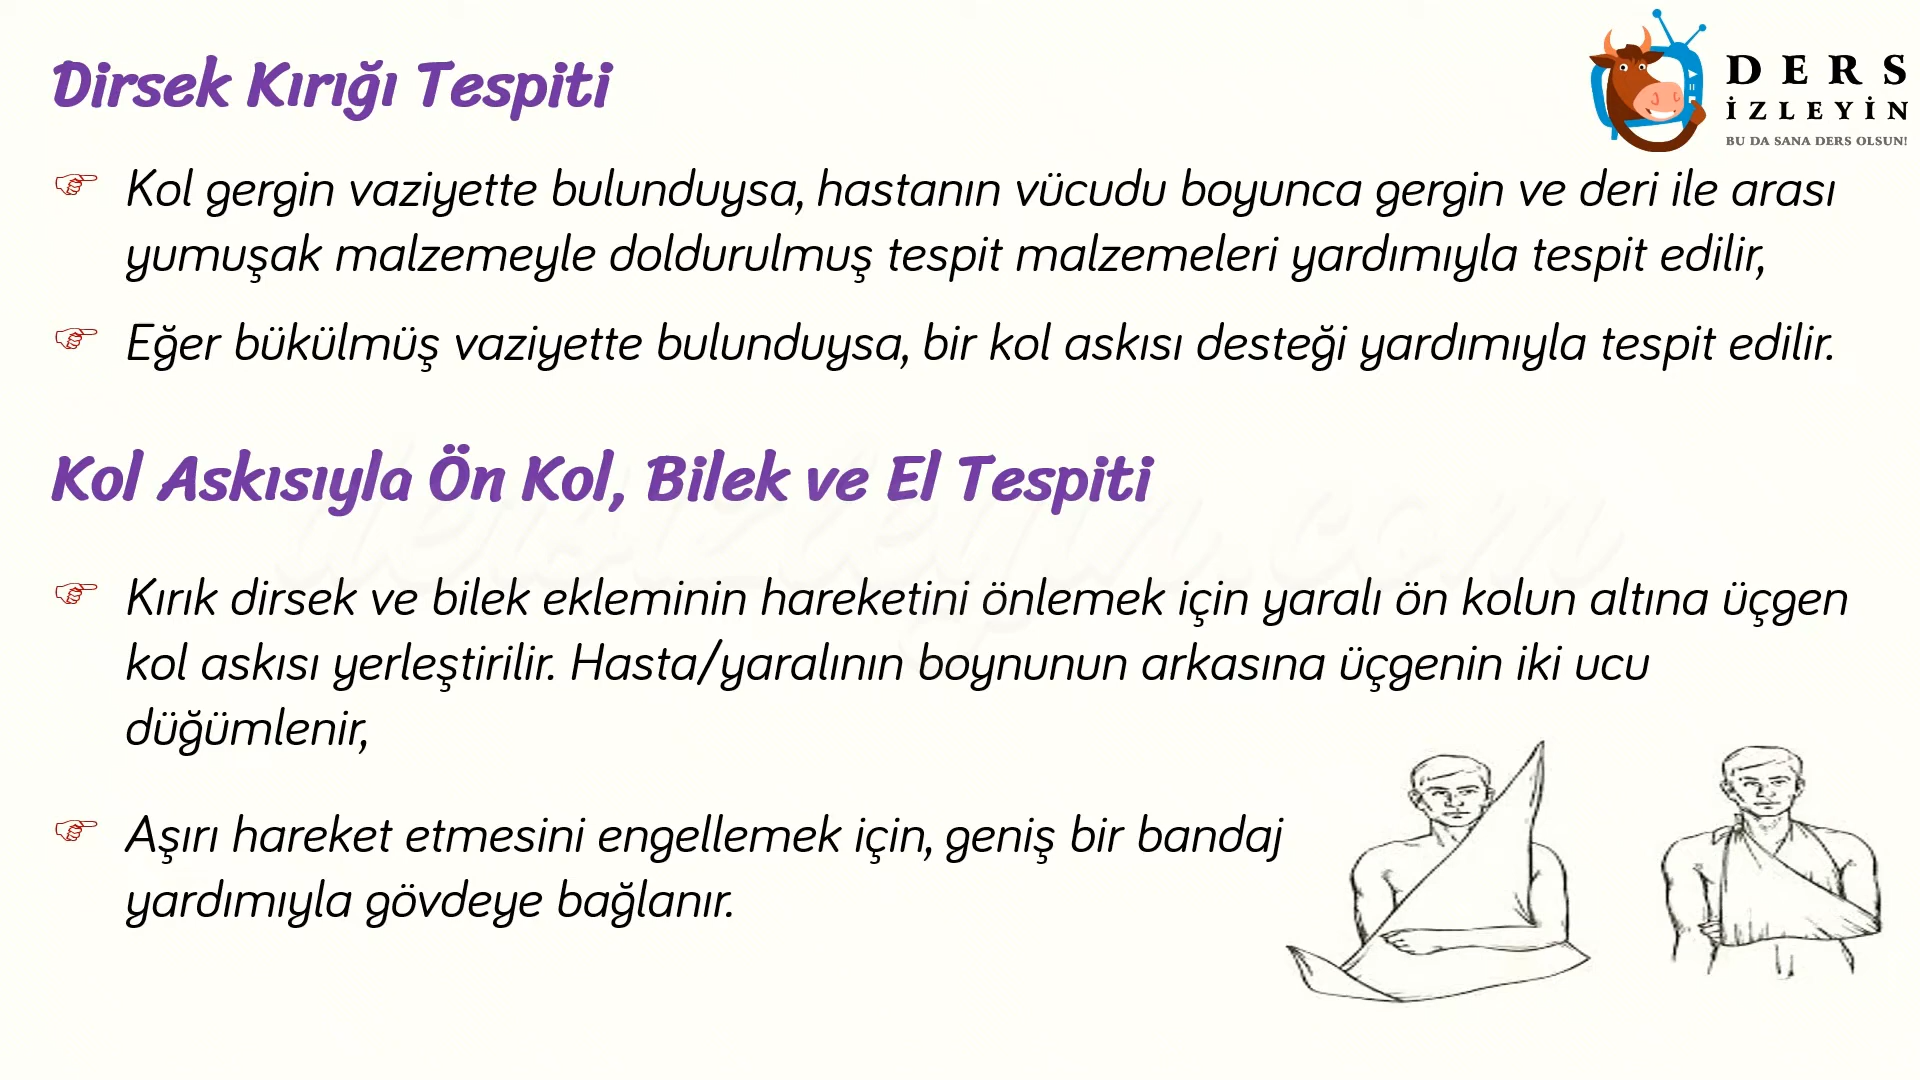 Dirsek Kırığı Tespiti
DERS
İZLEYİN
BU DA SANA DERS OLSUN!
Kol gergin vaziyette bulunduysa, hastanın vücudu boyunca gergin ve deri ile arası
yumuşak malzemeyle doldurulmuş tespit malzemeleri yardımıyla tespit edilir,
Eğer bükülmüş vaziyette bulunduysa, bir kol askısı desteği yardımıyla tespit edilir.
Kol Askısıyla Ön Kol, Bilek ve El Tespiti
Kırık dirsek ve bilek ekleminin hareketini önlemek için yaralı ön kolun altına üçgen
kol askısı yerleştirilir. Hasta/yaralının boynunun arkasına üçgenin iki ucu
düğümlenir,
Aşırı hareket etmesini engellemek için, geniş bir bandaj
yardımıyla gövdeye bağlanır.